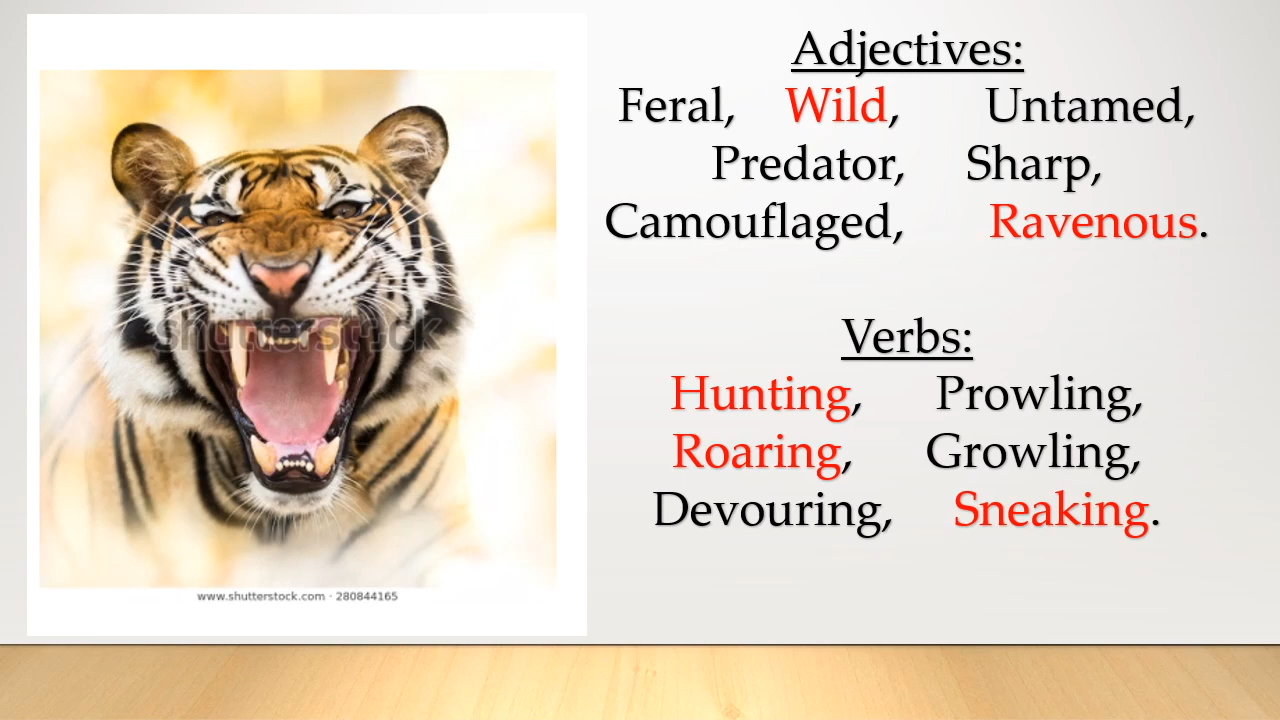 Adjectives:
Feral, Wild, Untamed,
Predator, Sharp,
Camouflaged, Ravenous.
Verbs:
Hunting, Prowling,
Roaring, Growling,
Devouring, Sneaking.
shutterstock
www.shutterstock.com · 280844165